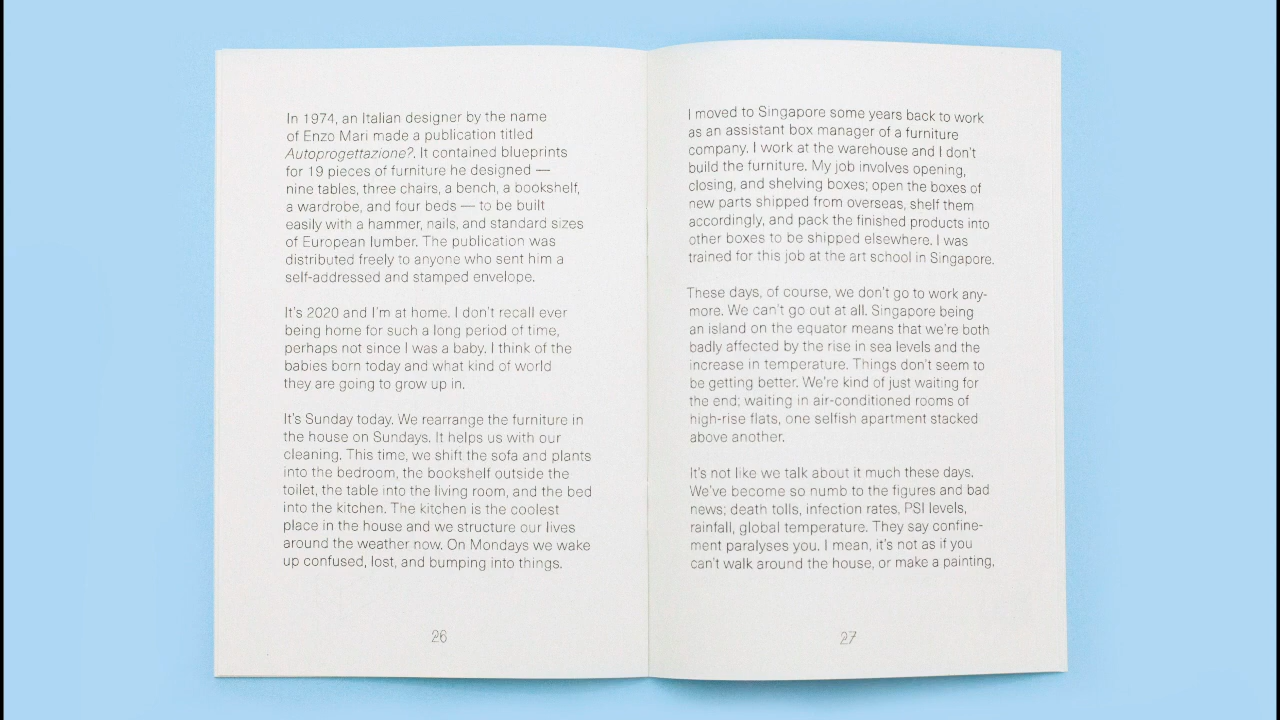 In 1974, an Italian designer by the name
of Enzo Mari made a publication titled
Autoprogettazione?. It contained blueprints
for 19 pieces of furniture he designed —
nine tables, three chairs, a bench, a bookshelf,
a wardrobe, and four beds — to be built
easily with a hammer, nails, and standard sizes
of European lumber. The publication was
distributed freely to anyone who sent him a
self-addressed and stamped envelope.
It's 2020 and I'm at home. I don't recall ever
being home for such a long period of time,
perhaps not since I was a baby. I think of the
babies born today and what kind of world
they are going to grow up in.
It's Sunday today. We rearrange the furniture in
the house on Sundays. It helps us with our
cleaning. This time, we shift the sofa and plants
into the bedroom, the bookshelf outside the
toilet, the table into the living room, and the bed
into the kitchen. The kitchen is the coolest
place in the house and we structure our lives
around the weather now. On Mondays we wake
up confused, lost, and bumping into things.
26
I moved to Singapore some years back to work
as an assistant box manager of a furniture
company. I work at the warehouse and I don't
build the furniture. My job involves opening,
closing, and shelving boxes; open the boxes of
new parts shipped from overseas, shelf them
accordingly, and pack the finished products into
other boxes to be shipped elsewhere. I was
trained for this job at the art school in Singapore.
These days, of course, we don't go to work any-
more. We can't go out at all. Singapore being
an island on the equator means that we're both
badly affected by the rise in sea levels and the
increase in temperature. Things don't seem to
be getting better. We're kind of just waiting for
the end; waiting in air-conditioned rooms of
high-rise flats, one selfish apartment stacked
above another.
It's not like we talk about it much these days.
We've become so numb to the figures and bad
news; death tolls, infection rates, PSI levels,
rainfall, global temperature. They say confine-
ment paralyses you. I mean, it's not as if you
can't walk around the house, or make a painting,
27